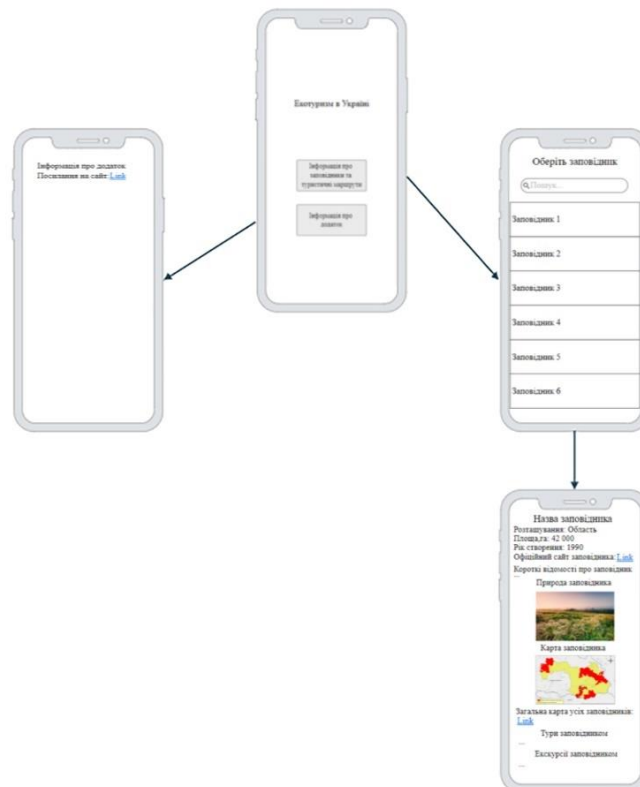 Екотуризм в Україні
Інформація про
заповідники та
туристичні маршрути
Інформація про
додаток
Інформація про додаток
Посилання на сайт:Link
Оберіть заповідник
Пошук...
Заповідник 1
Заповідник 2
Заповідник 3
Заповідник 4
Заповідник 5
Заповідник 6
Назва заповідника
Розташування: Область
Площа,га: 42 000
Рік створення: 1990
Офіційний сайт заповідника:Link
Короткі відомості про заповідник
...
Природа заповідника
Карта заповідника
Загальна карта усіх заповідників:
Link
Тури заповідником
...
Екскурсії заповідником
...